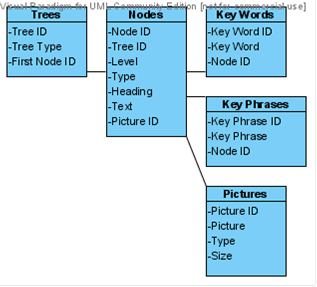 Visual Paradigm for UML Community Edition [not for commercial use]
Trees
-Tree ID
-Tree Type
-First Node ID
Nodes
-Node ID
-Tree ID
-Level
-Type
-Heading
-Text
-Picture ID
Key Words
-Key Word ID
-Key Word
-Node ID
Key Phrases
-Key Phrase ID
-Key Phrase
-Node ID
Pictures
-Picture ID
-Picture
-Type
-Size